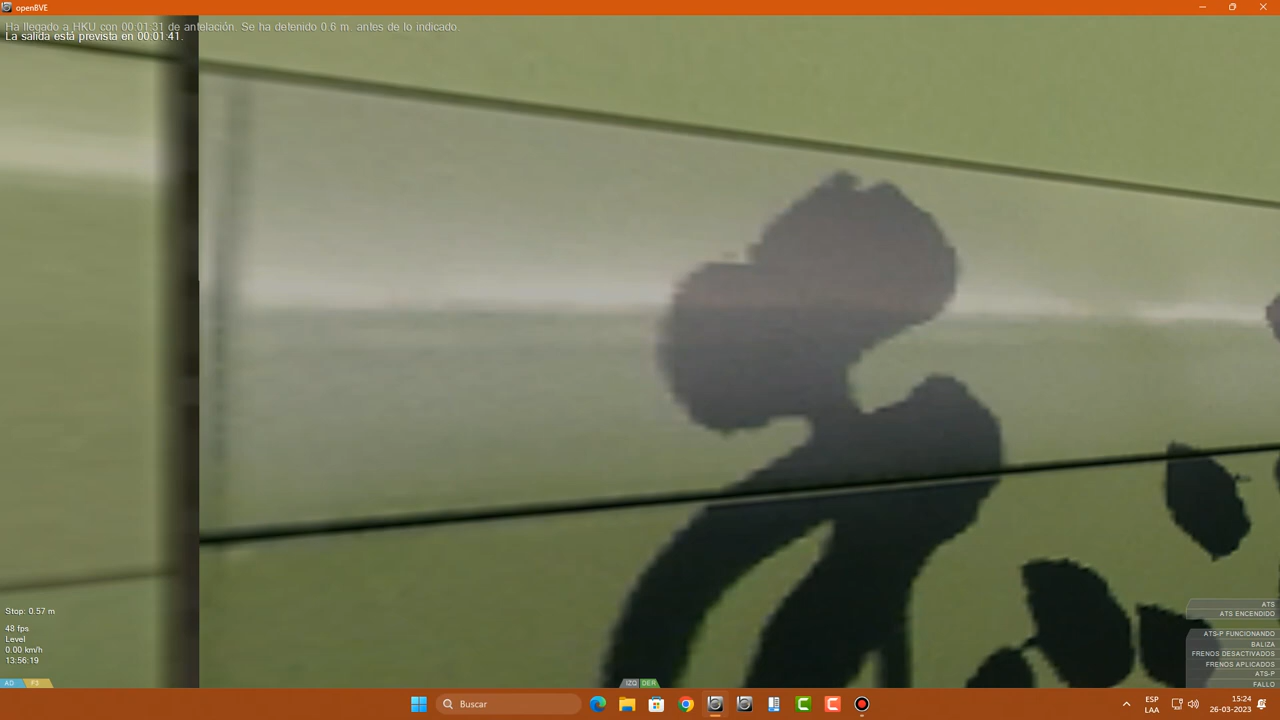 openBVE
Ha llegado a HKU con 00:01:31 de antelación. Se ha detenido 0.6 m. antes de lo indicado.
La salida está prevista en 00:01:41.
Stop: 0.57 m
48 fps
Level
0.00 km/h
13:56:19
AD F3
IZQ DER
ATS
ATS ENCENDIDO
ATS-P FUNCIONANDO
BALIZA
FRENOS DESACTIVADOS
FRENOS APLICADOS
ATS-P
FALLO
Buscar
ESP
LAA
15:24
26-03-2023